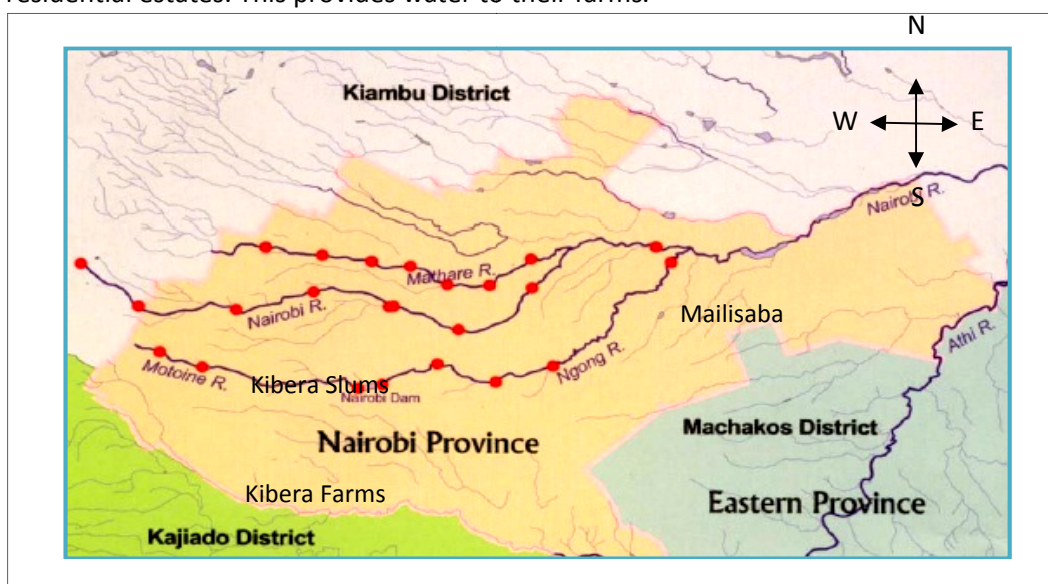 residential estates. This provides water to their farms.
N
Kiambu District
W E
S
Nairobi R.
Mathare R.
Nairobi R.
Mailisaba
Athi R.
Motoine R.
Kibera Slums
Ngong R.
Nairobi Dam
Machakos District
Nairobi Province
Kibera Farms
Eastern Province
Kajiado District